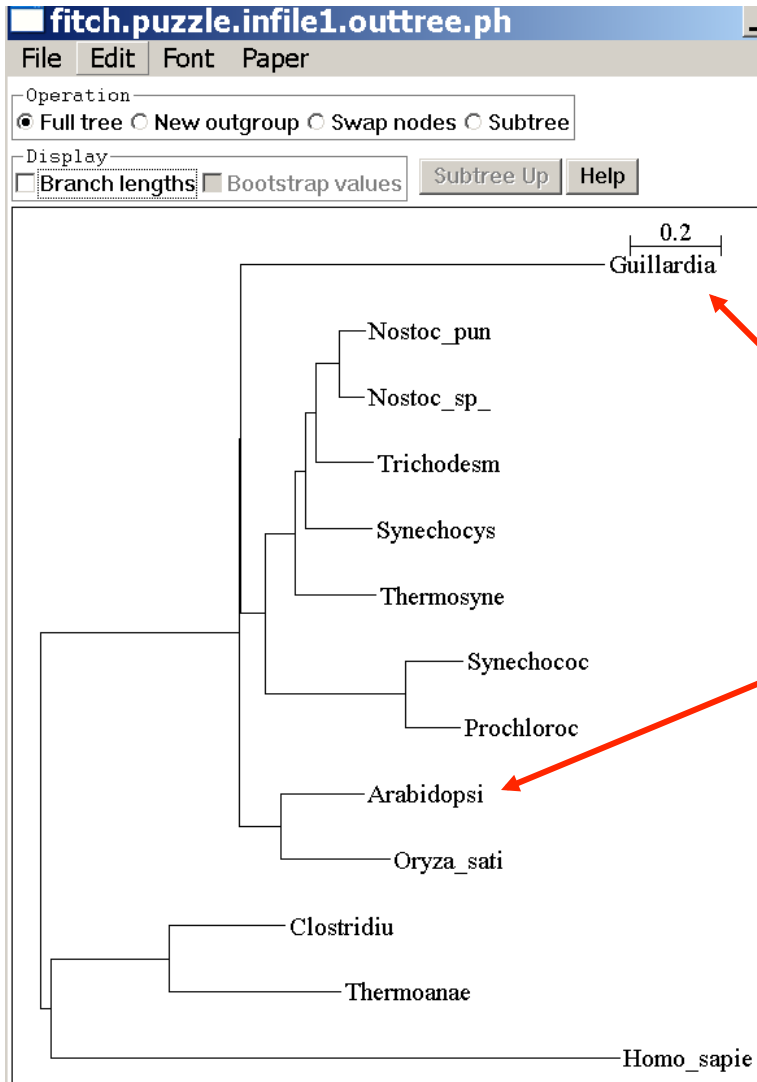 fitch.puzzle.infile1.outtree.ph
File Edit Font Paper
Operation
Full tree New outgroup Swap nodes Subtree
Display
Branch lengths Bootstrap values Subtree Up Help
0.2
Guillardia
Nostoc_pun
Nostoc_sp_
Trichodesm
Synechocys
Thermosyne
Synechococ
Prochloroc
Arabidopsi
Oryza_sati
Clostridiu
Thermoanae
Homo_sapie